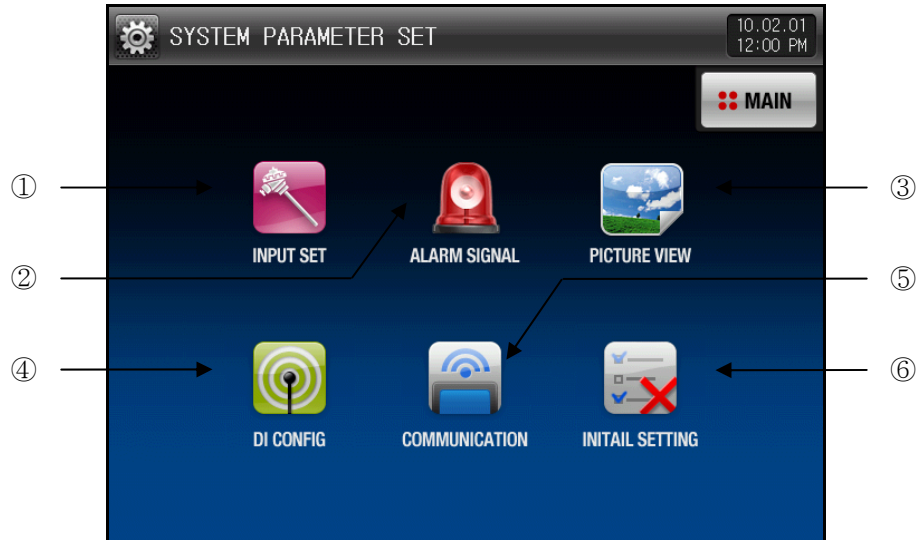 SYSTEM PARAMETER SET
10.02.01
12:00 PM
MAIN
①
③
INPUT SET
ALARM SIGNAL
PICTURE VIEW
②
⑤
④
⑥
DI CONFIG
COMMUNICATION
INITAIL SETTING